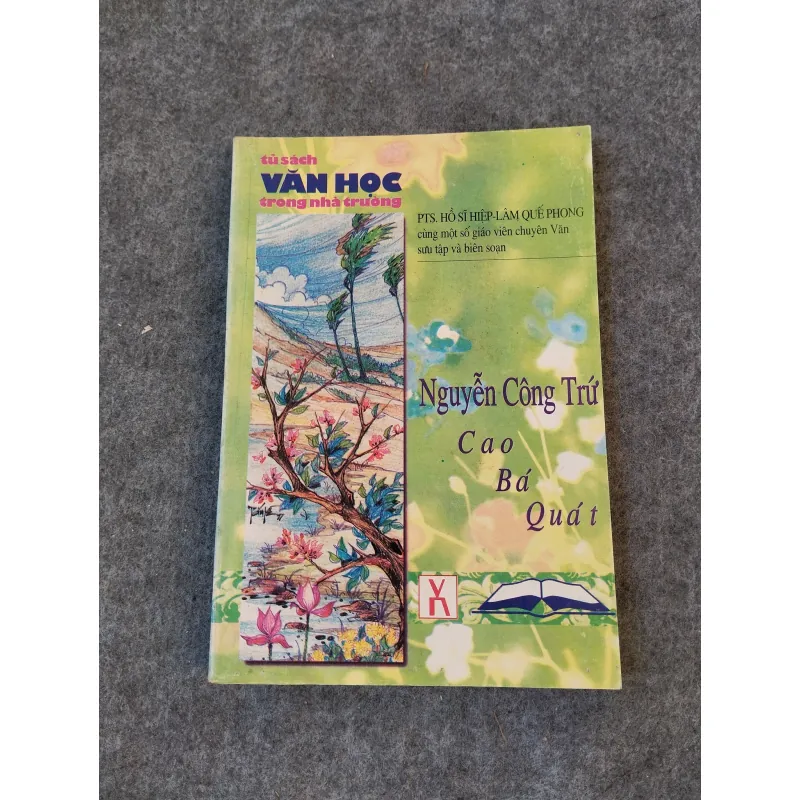 tủ sách
VĂN HỌC
trong nhà trường
PTS. HỒ SĨ HIỆP-LÂM QUẾ PHONG
cùng một số giáo viên chuyên Văn
sưu tập và biên soạn
Nguyễn Công Trứ
Cao
Bá
Quát